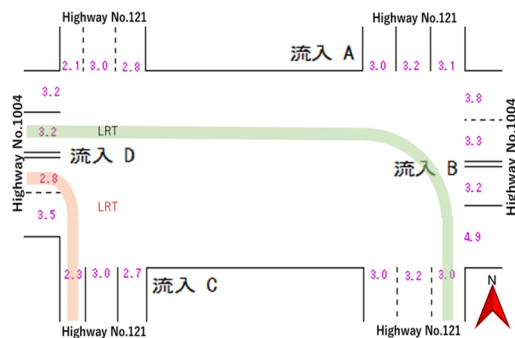 Highway No.121
Highway No.121
流入 A
2.1
3.0
2.8
3.0
3.2
3.1
3.2
3.8
Highway No.1004
3.2
LRT
3.3
Highway No.1004
流入 D
流入 B
2.8
3.2
3.5
LRT
4.9
2.3
3.0
2.7
流入 C
3.0
3.2
3.0
N
Highway No.121
Highway No.121